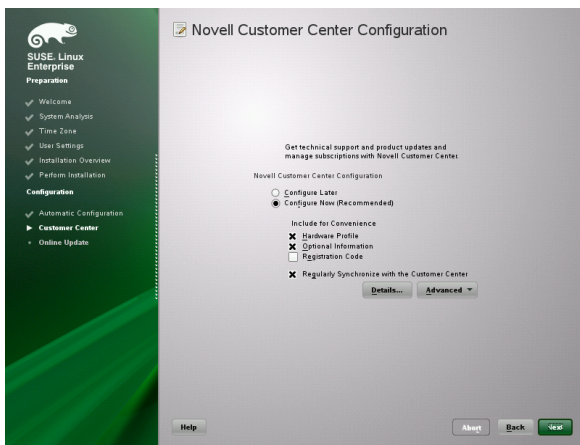 SUSE. Linux
Enterprise
Preparation
Welcome
System Analysis
Time Zone
User Settings
Installation Overview
Perform Installation
Configuration
Automatic Configuration
Customer Center
Online Update
Novell Customer Center Configuration
Get technical support and product updates and
manage subscriptions with Novell Customer Center.
Novell Customer Center Configuration
Configure Later
Configure Now (Recommended)
Include for Convenience
Hardware Profile
Optional Information
Registration Code
Regularly Synchronize with the Customer Center
Details...
Advanced
Help
Abort
Back
Next